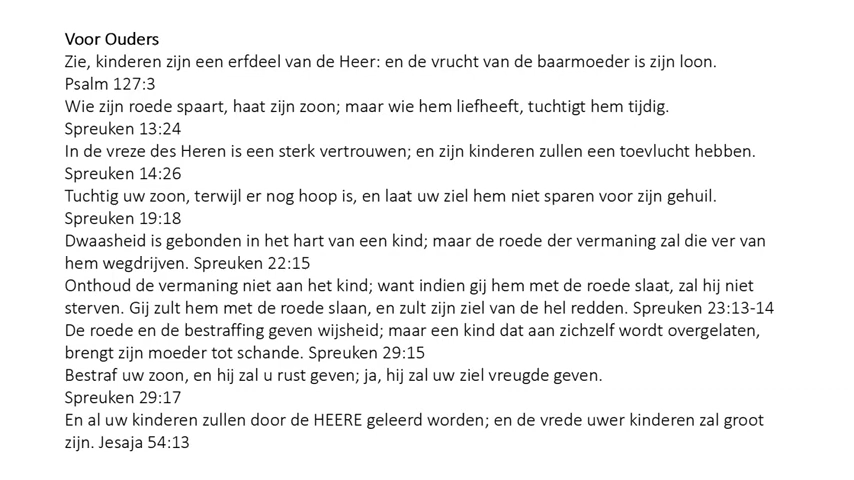 Voor Ouders
Zie, kinderen zijn een erfdeel van de Heer: en de vrucht van de baarmoeder is zijn loon.
Psalm 127:3
Wie zijn roede spaart, haat zijn zoon; maar wie hem liefheeft, tuchtigt hem tijdig.
Spreuken 13:24
In de vreze des Heren is een sterk vertrouwen; en zijn kinderen zullen een toevlucht hebben.
Spreuken 14:26
Tuchtig uw zoon, terwijl er nog hoop is, en laat uw ziel hem niet sparen voor zijn gehuil.
Spreuken 19:18
Dwaasheid is gebonden in het hart van een kind; maar de roede der vermaning zal die ver van
hem wegdrijven. Spreuken 22:15
Onthoud de vermaning niet aan het kind; want indien gij hem met de roede slaat, zal hij niet
sterven. Gij zult hem met de roede slaan, en zult zijn ziel van de hel redden. Spreuken 23:13-14
De roede en de bestraffing geven wijsheid; maar een kind dat aan zichzelf wordt overgelaten,
brengt zijn moeder tot schande. Spreuken 29:15
Bestraf uw zoon, en hij zal u rust geven; ja, hij zal uw ziel vreugde geven.
Spreuken 29:17
En al uw kinderen zullen door de HEERE geleerd worden; en de vrede uwer kinderen zal groot
zijn. Jesaja 54:13